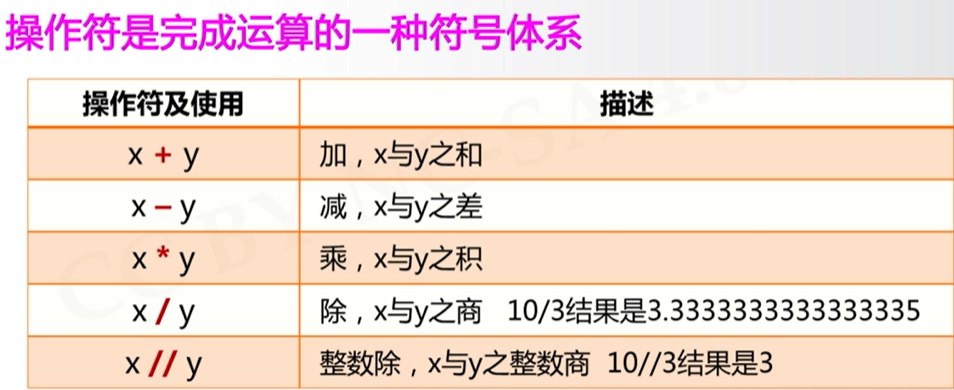 操作符是完成运算的一种符号体系
操作符及使用 描述
x + y 加，x与y之和
x – y 减，x与y之差
x * y 乘，x与y之积
x / y 除，x与y之商 10/3结果是3.3333333333333335
x // y 整数除，x与y之整数商 10//3结果是3